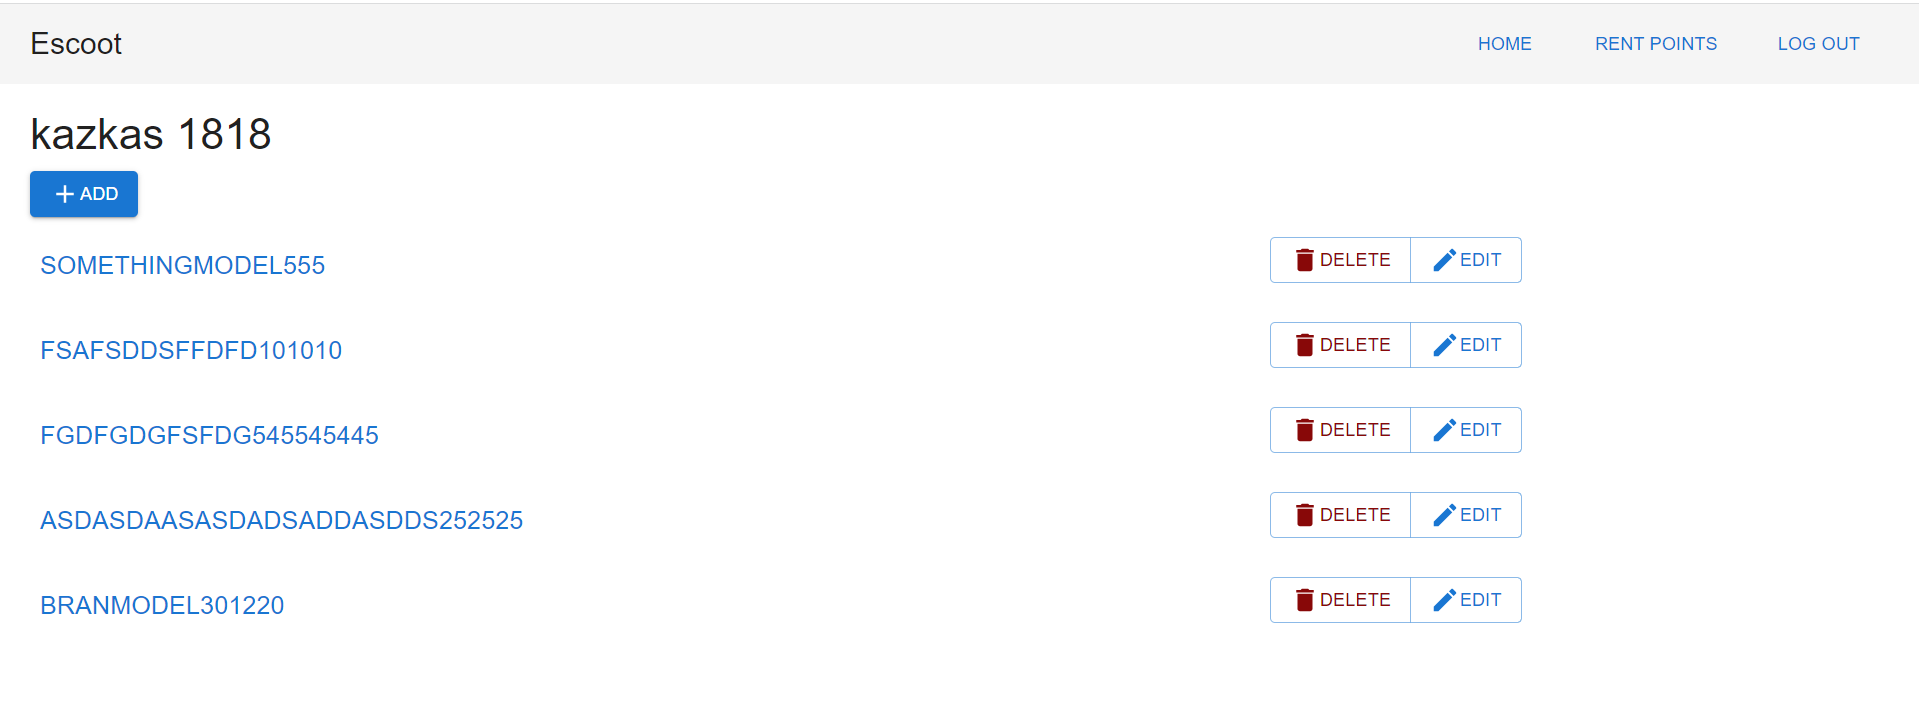 Escoot HOME RENT POINTS LOG OUT
kazkas 1818
ADD
SOMETHINGMODEL555 DELETE EDIT
FSAFSDDSFFDFD101010 DELETE EDIT
FGDFGDGFSFDG545545445 DELETE EDIT
ASDASDAASASDADSADDASDDS252525 DELETE EDIT
BRANMODEL301220 DELETE EDIT